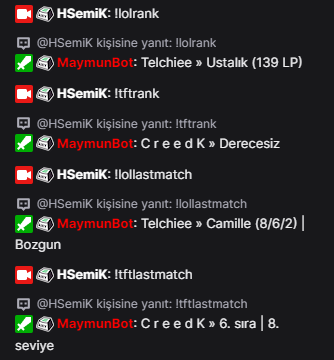 HSemiK: !lolrank
@HSemiK kişisine yanıt: !lolrank
MaymunBot: Telchiee » Ustalık (139 LP)
HSemiK: !tftrank
@HSemiK kişisine yanıt: !tftrank
MaymunBot: C r e e d K » Derecesiz
HSemiK: !lollastmatch
@HSemiK kişisine yanıt: !lollastmatch
MaymunBot: Telchiee » Camille (8/6/2) |
Bozgun
HSemiK: !tftlastmatch
@HSemiK kişisine yanıt: !tftlastmatch
MaymunBot: C r e e d K » 6. sıra | 8.
seviye